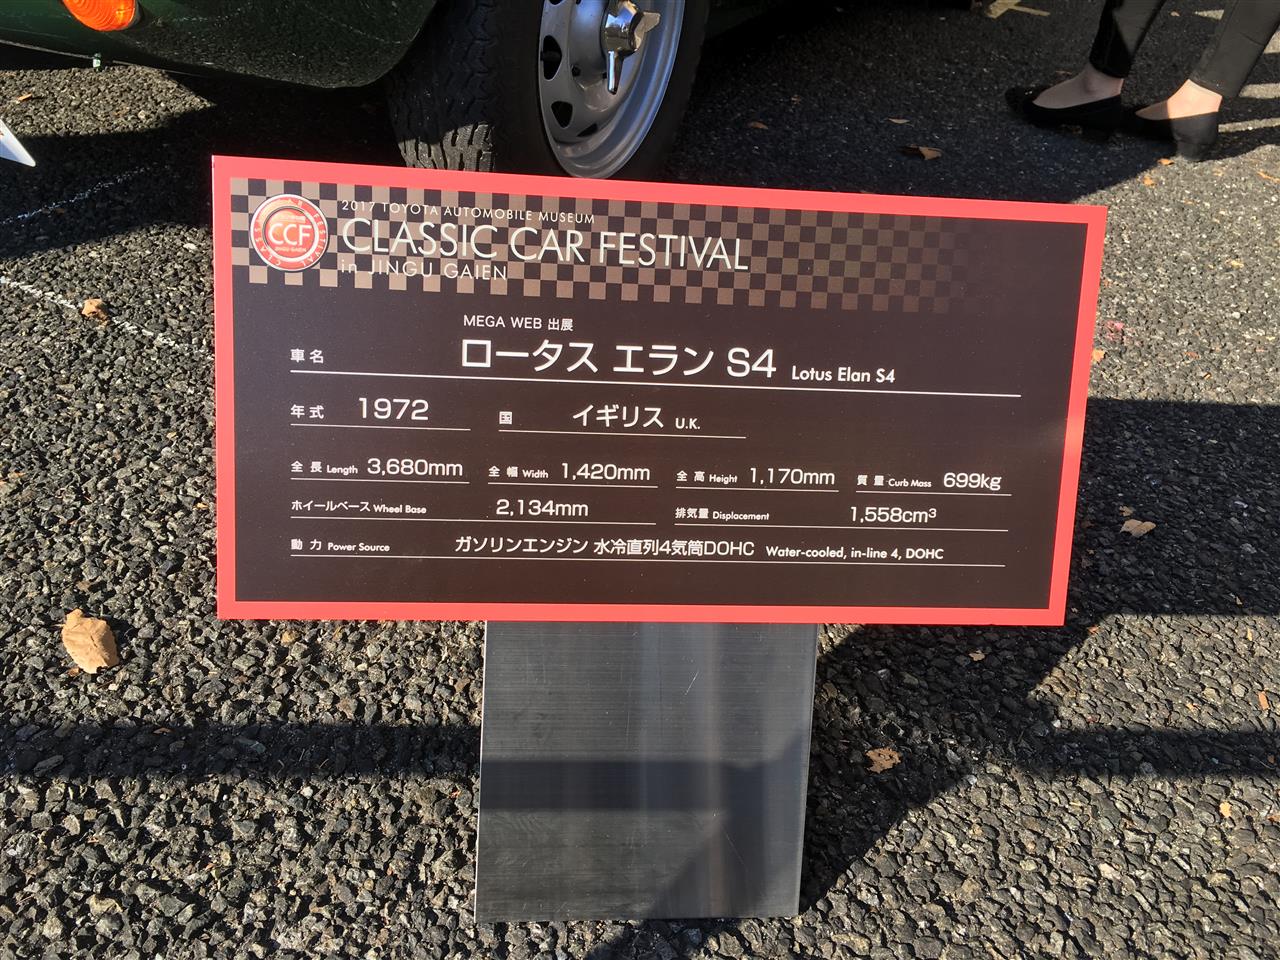 2017 TOYOTA AUTOMOBILE MUSEUM
CLASSIC CAR FESTIVAL
in JINGU GAIEN
CCF
JINGU-GAIEN
CLASSIC CAR FESTIVAL
MEGA WEB 出展
車名 ロータス エラン S4 Lotus Elan S4
年式 1972 国 イギリス U.K.
全長 Length 3,680mm 全幅 Width 1,420mm 全高 Height 1,170mm 質量 Curb Mass 699kg
ホイールベース Wheel Base 2,134mm 排気量 Displacement 1,558cm³
動力 Power Source ガソリンエンジン 水冷直列4気筒DOHC Water-cooled, in-line 4, DOHC